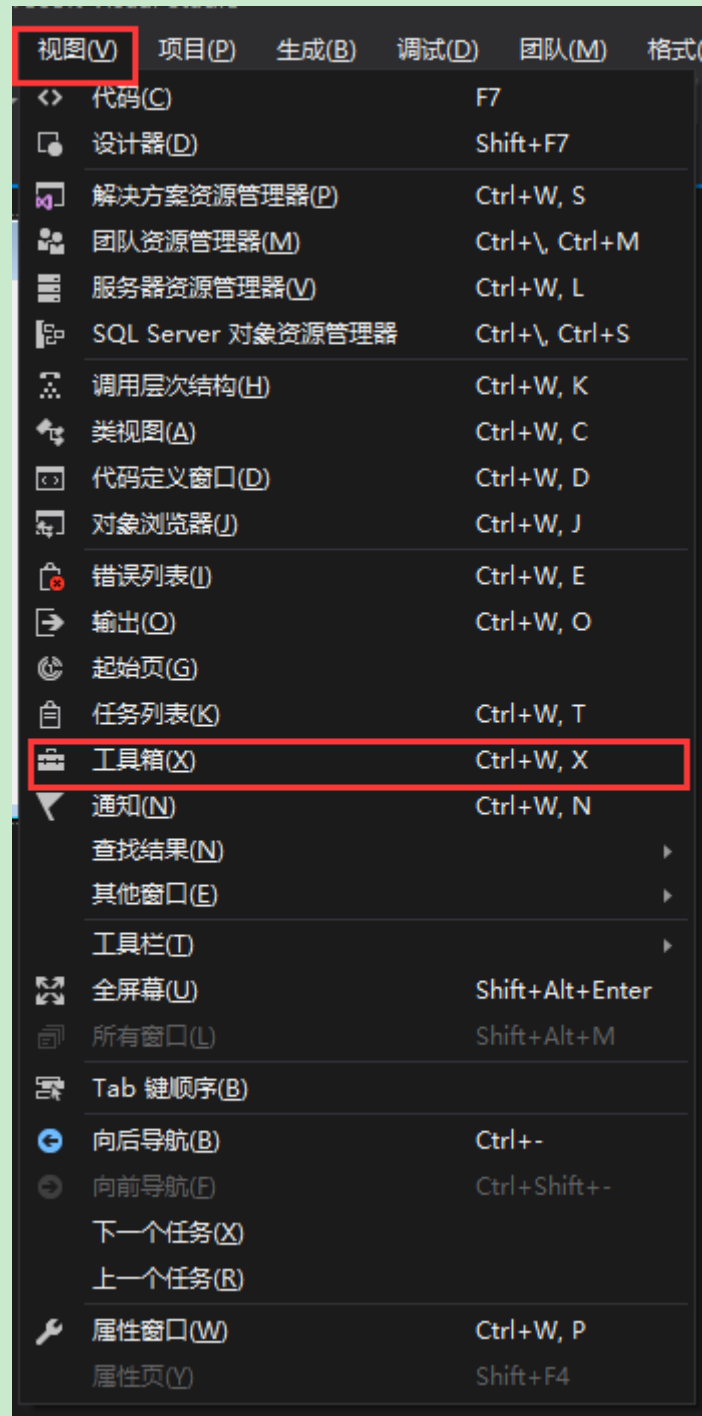 视图(V) 项目(P) 生成(B) 调试(D) 团队(M) 格式(
代码(C) F7
设计器(D) Shift+F7
解决方案资源管理器(P) Ctrl+W, S
团队资源管理器(M) Ctrl+\, Ctrl+M
服务器资源管理器(V) Ctrl+W, L
SQL Server 对象资源管理器 Ctrl+\, Ctrl+S
调用层次结构(H) Ctrl+W, K
类视图(A) Ctrl+W, C
代码定义窗口(D) Ctrl+W, D
对象浏览器(J) Ctrl+W, J
错误列表(I) Ctrl+W, E
输出(O) Ctrl+W, O
起始页(G)
任务列表(K) Ctrl+W, T
工具箱(X) Ctrl+W, X
通知(N) Ctrl+W, N
查找结果(N)
其他窗口(E)
工具栏(T)
全屏幕(U) Shift+Alt+Enter
所有窗口(L) Shift+Alt+M
Tab 键顺序(B)
向后导航(B) Ctrl+-
向前导航(F) Ctrl+Shift+-
下一个任务(X)
上一个任务(R)
属性窗口(W) Ctrl+W, P
属性页(Y) Shift+F4